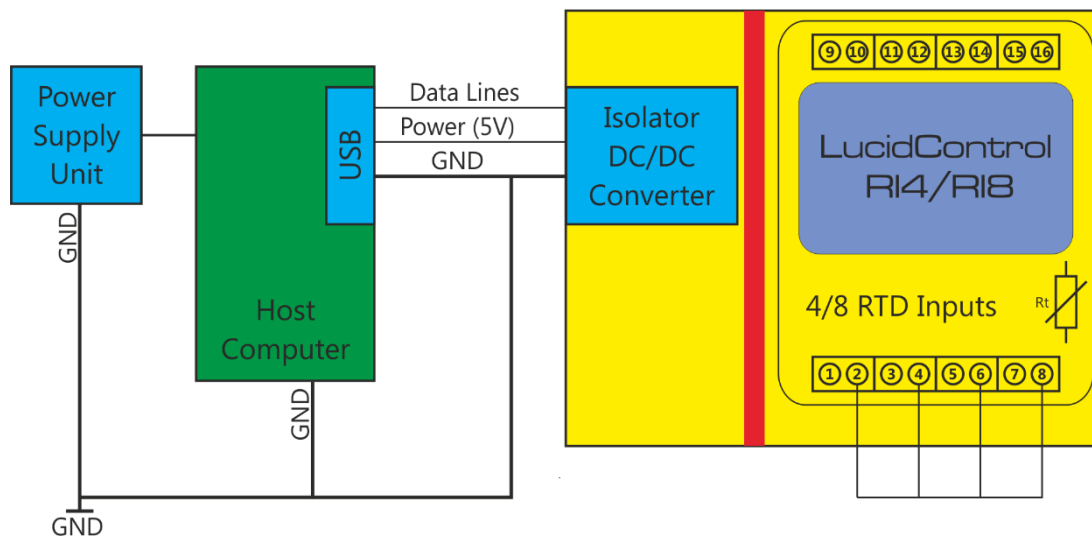 Power
Supply
Unit
GND
Host
Computer
USB
GND
Data Lines
Power (5V)
GND
Isolator
DC/DC
Converter
9 10 11 12 13 14 15 16
LucidControl
RI4/RI8
4/8 RTD Inputs
Rt
1 2 3 4 5 6 7 8
GND